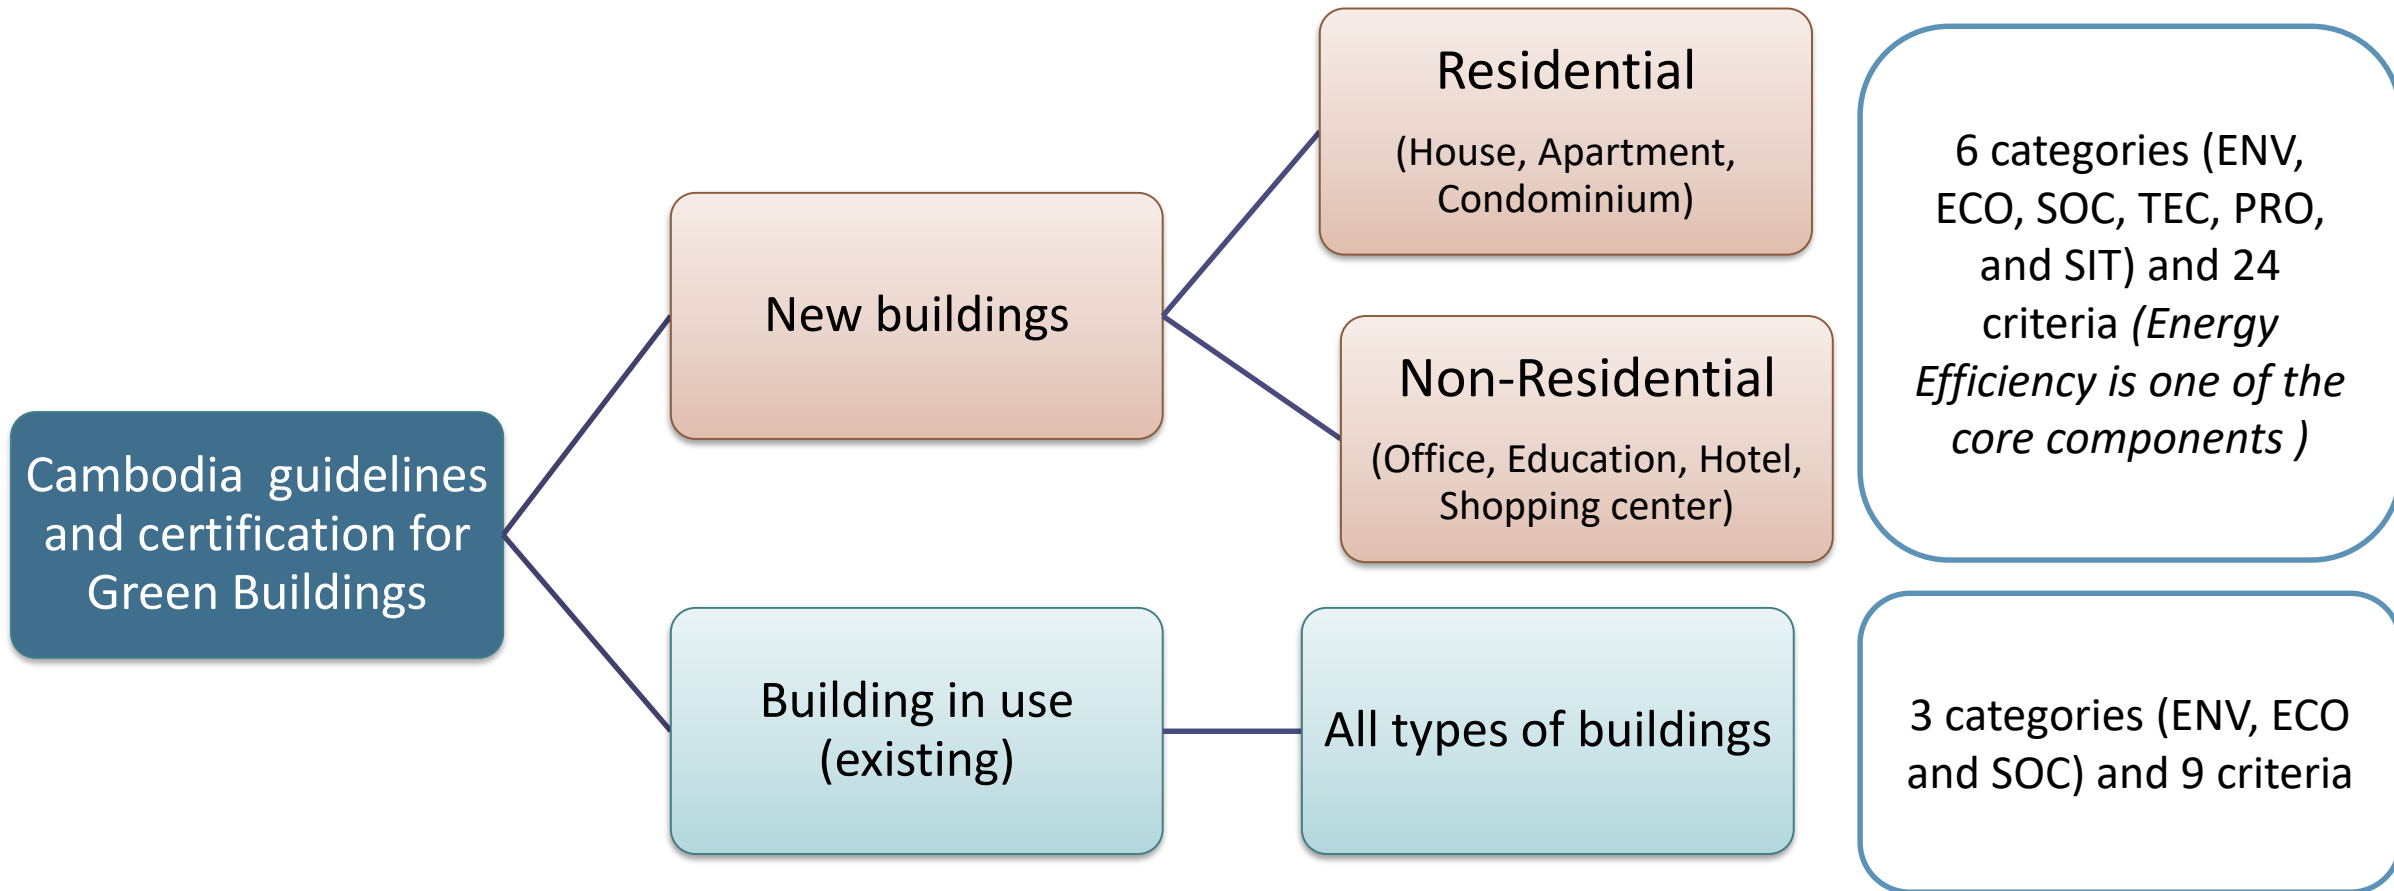 Cambodia guidelines
and certification for
Green Buildings
New buildings
Residential
(House, Apartment,
Condominium)
Non-Residential
(Office, Education, Hotel,
Shopping center)
6 categories (ENV,
ECO, SOC, TEC, PRO,
and SIT) and 24
criteria (Energy
Efficiency is one of the
core components )
Building in use
(existing)
All types of buildings
3 categories (ENV, ECO
and SOC) and 9 criteria